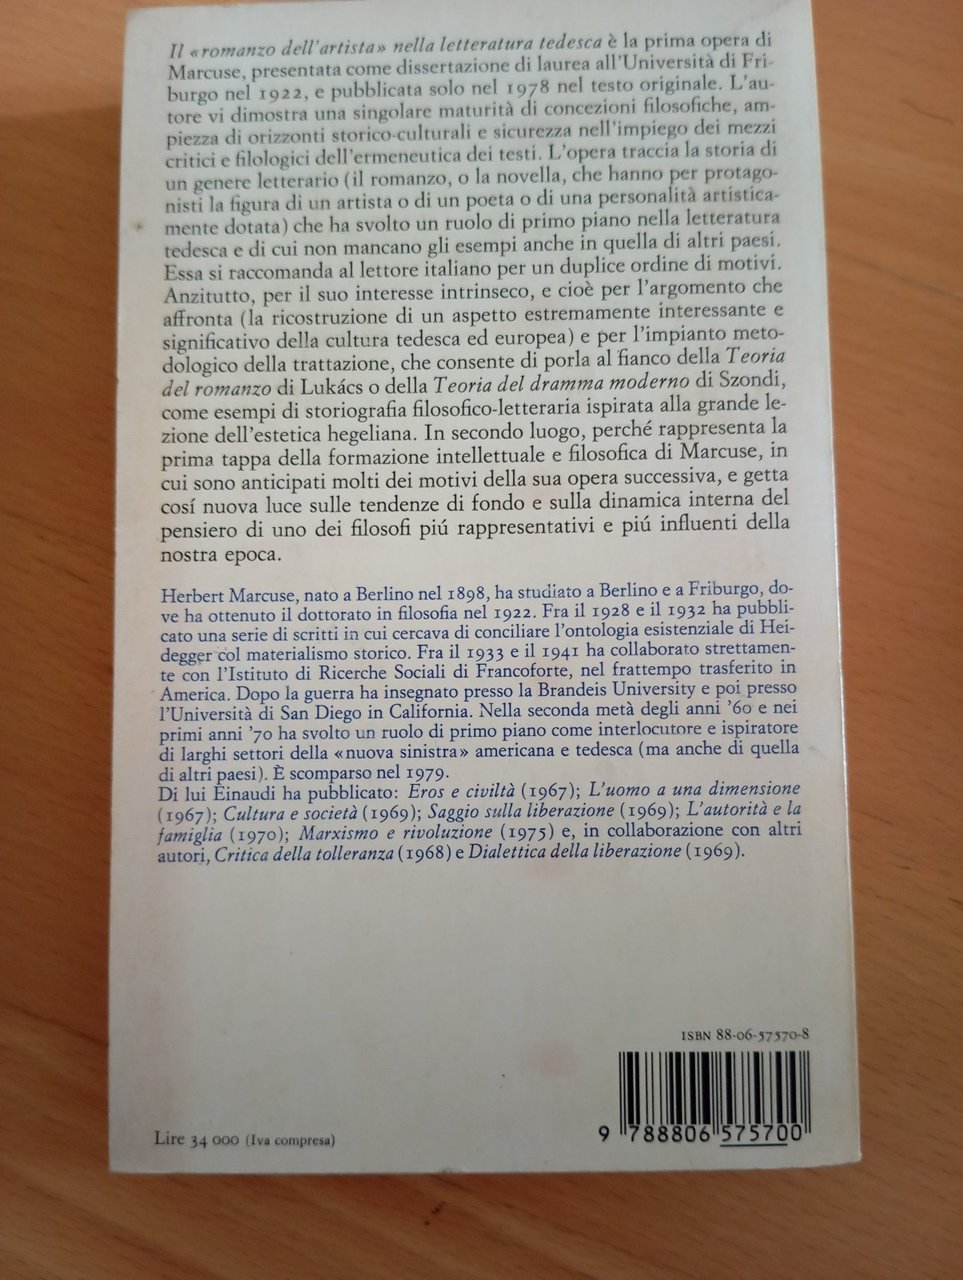 Il «romanzo dell'artista» nella letteratura tedesca è la prima opera di
Marcuse, presentata come dissertazione di laurea all'Università di Fri-
burgo nel 1922, e pubblicata solo nel 1978 nel testo originale. L'au-
tore vi dimostra una singolare maturità di concezioni filosofiche, am-
piezza di orizzonti storico-culturali e sicurezza nell'impiego dei mezzi
critici e filologici dell'ermeneutica dei testi. L'opera traccia la storia di
un genere letterario (il romanzo, o la novella, che hanno per protago-
nisti la figura di un artista o di un poeta o di una personalità artistica-
mente dotata) che ha svolto un ruolo di primo piano nella letteratura
tedesca e di cui non mancano gli esempi anche in quella di altri paesi.
Essa si raccomanda al lettore italiano per un duplice ordine di motivi.
Anzitutto, per il suo interesse intrinseco, e cioè per l'argomento che
affronta (la ricostruzione di un aspetto estremamente interessante e
significativo della cultura tedesca ed europea) e per l'impianto meto-
dologico della trattazione, che consente di porla al fianco della Teoria
del romanzo di Lukács o della Teoria del dramma moderno di Szondi,
come esempi di storiografia filosofico-letteraria ispirata alla grande le-
zione dell'estetica hegeliana. In secondo luogo, perché rappresenta la
prima tappa della formazione intellettuale e filosofica di Marcuse, in
cui sono anticipati molti dei motivi della sua opera successiva, e getta
cosí nuova luce sulle tendenze di fondo e sulla dinamica interna del
pensiero di uno dei filosofi piú rappresentativi e piú influenti della
nostra epoca.
Herbert Marcuse, nato a Berlino nel 1898, ha studiato a Berlino e a Friburgo, do-
ve ha ottenuto il dottorato in filosofia nel 1922. Fra il 1928 e il 1932 ha pubbli-
cato una serie di scritti in cui cercava di conciliare l'ontologia esistenziale di Hei-
degger col materialismo storico. Fra il 1933 e il 1941 ha collaborato strettamen-
te con l'Istituto di Ricerche Sociali di Francoforte, nel frattempo trasferito in
America. Dopo la guerra ha insegnato presso la Brandeis University e poi presso
l'Università di San Diego in California. Nella seconda metà degli anni '60 e nei
primi anni '70 ha svolto un ruolo di primo piano come interlocutore e ispiratore
di larghi settori della «nuova sinistra» americana e tedesca (ma anche di quella
di altri paesi). È scomparso nel 1979.
Di lui Einaudi ha pubblicato: Eros e civiltà (1967); L'uomo a una dimensione
(1967); Cultura e società (1969); Saggio sulla liberazione (1969); L'autorità e la
famiglia (1970); Marxismo e rivoluzione (1975) e, in collaborazione con altri
autori, Critica della tolleranza (1968) e Dialettica della liberazione (1969).
ISBN 88-06-57570-8
Lire 34 000 (Iva compresa)
9 788806 575700